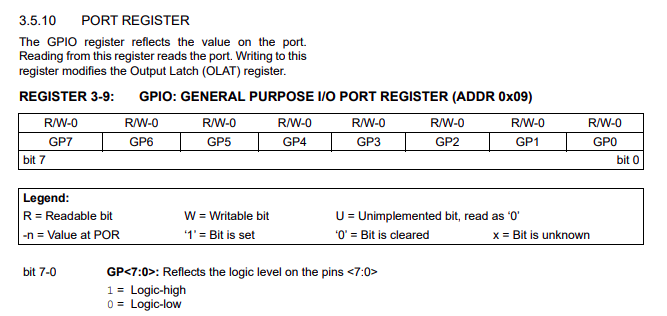 3.5.10 PORT REGISTER
The GPIO register reflects the value on the port.
Reading from this register reads the port. Writing to this
register modifies the Output Latch (OLAT) register.
REGISTER 3-9: GPIO: GENERAL PURPOSE I/O PORT REGISTER (ADDR 0x09)
R/W-0 R/W-0 R/W-0 R/W-0 R/W-0 R/W-0 R/W-0 R/W-0
GP7 GP6 GP5 GP4 GP3 GP2 GP1 GP0
bit 7 bit 0
Legend:
R = Readable bit W = Writable bit U = Unimplemented bit, read as ‘0’
-n = Value at POR ‘1’ = Bit is set ‘0’ = Bit is cleared x = Bit is unknown
bit 7-0 GP<7:0>: Reflects the logic level on the pins <7:0>
1 = Logic-high
0 = Logic-low